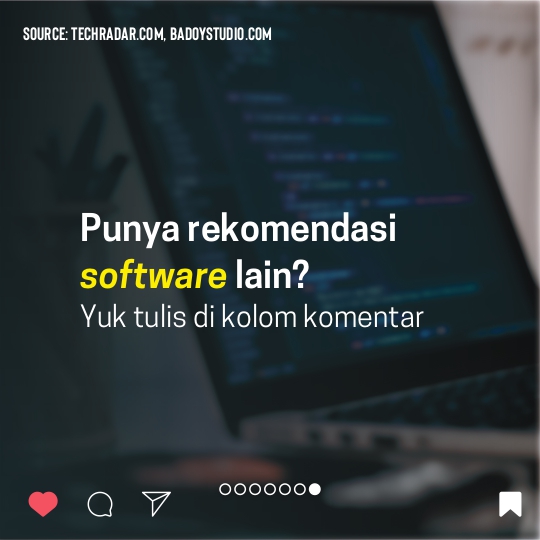 SOURCE: TECHRADAR.COM, BADOYSTUDIO.COM
Punya rekomendasi
software lain?
Yuk tulis di kolom komentar